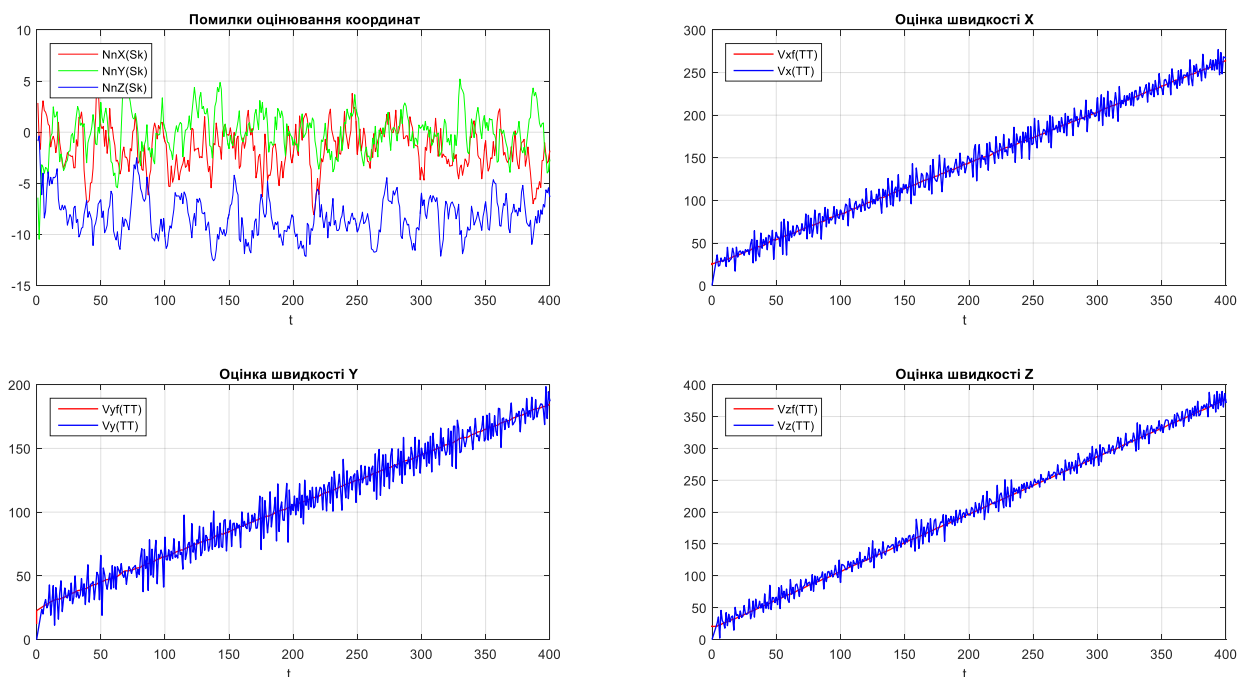 Помилки оцінювання координат
10
5
0
-5
-10
-15
NnX(Sk)
NnY(Sk)
NnZ(Sk)
0 50 100 150 200 250 300 350 400
t
Оцінка швидкості X
300
250
200
150
100
50
0
Vxf(TT)
Vx(TT)
0 50 100 150 200 250 300 350 400
t
Оцінка швидкості Y
200
150
100
50
0
Vyf(TT)
Vy(TT)
0 50 100 150 200 250 300 350 400
t
Оцінка швидкості Z
400
350
300
250
200
150
100
50
0
Vzf(TT)
Vz(TT)
0 50 100 150 200 250 300 350 400
t